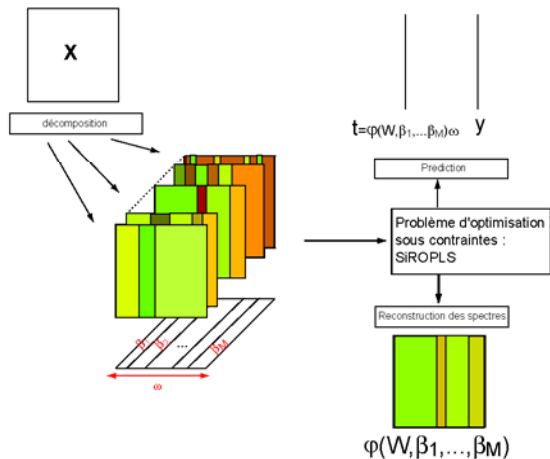 X
décomposition
t=φ(W,β₁,...βM)ω
y
Prediction
Problème d'optimisation
sous contraintes :
SiROPLS
Reconstruction des spectres
β₁
β₂
...
βM
ω
φ(W,β₁,...,βM)